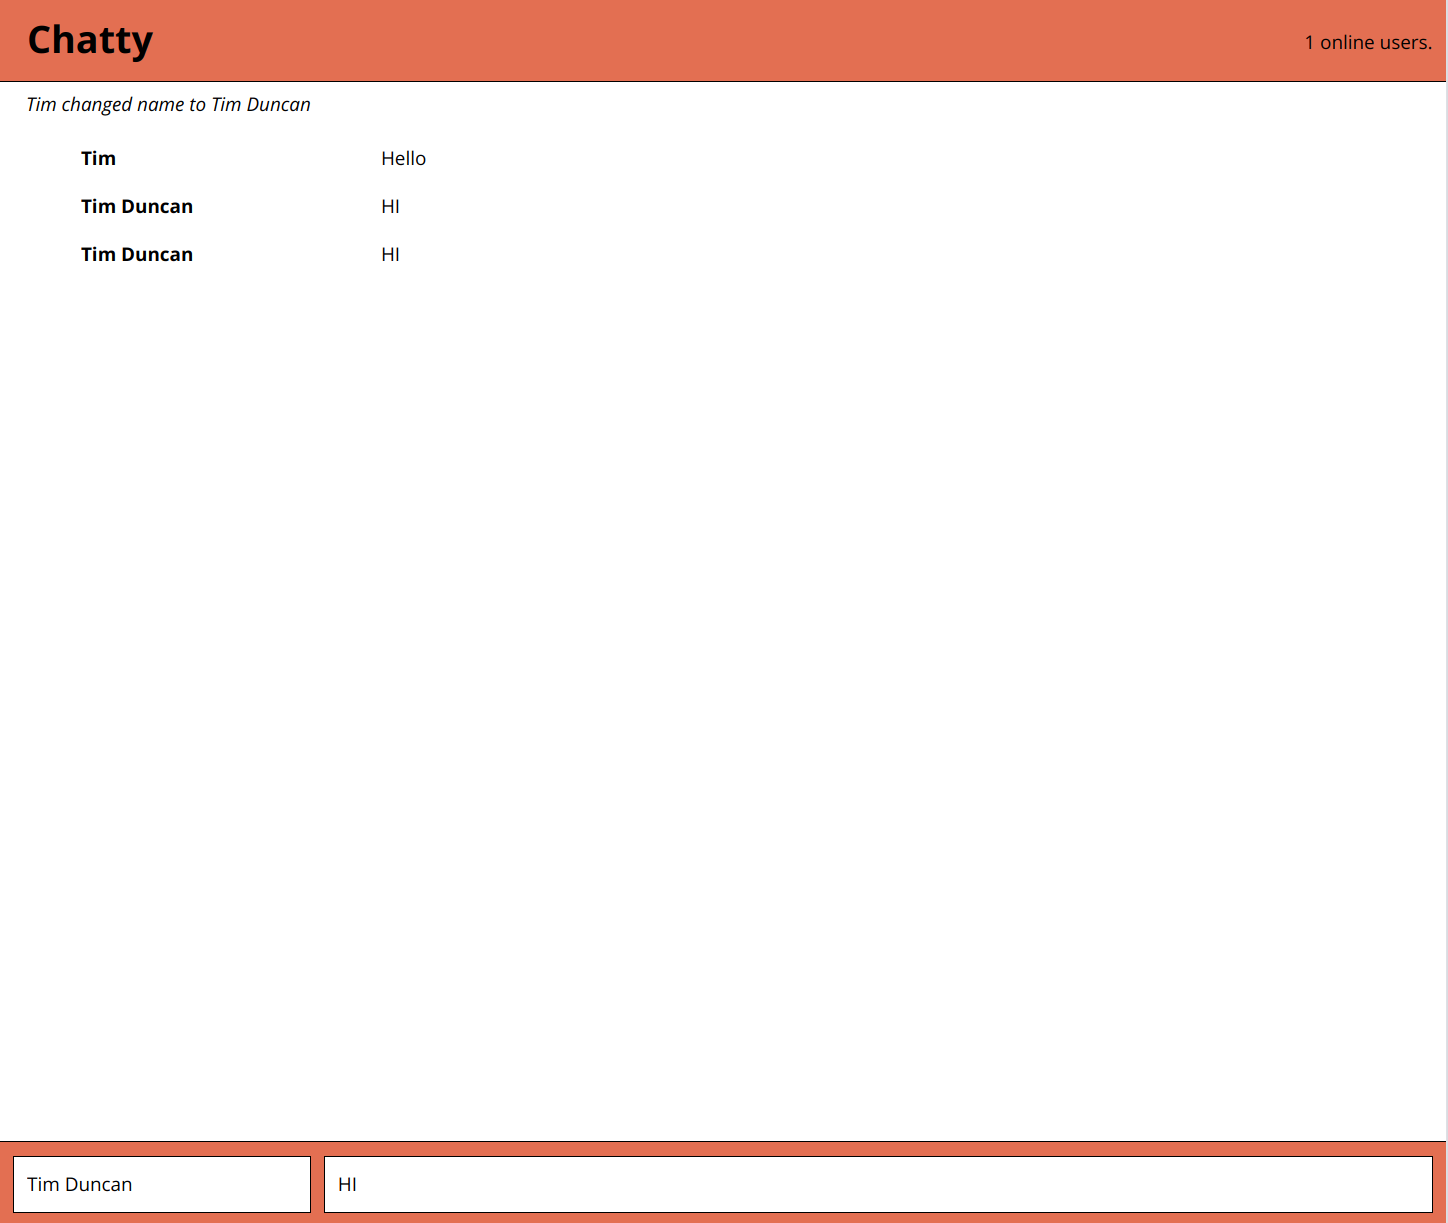 Chatty
1 online users.
Tim changed name to Tim Duncan
Tim Hello
Tim Duncan HI
Tim Duncan HI
Tim Duncan HI